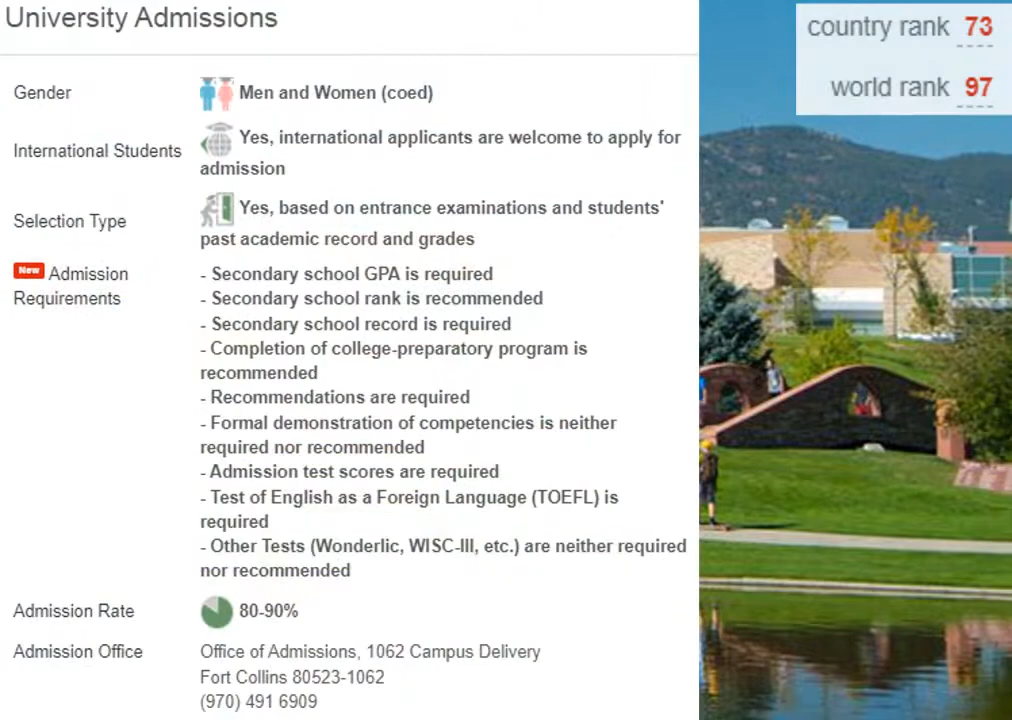 University Admissions
country rank 73
world rank 97
Gender
Men and Women (coed)
International Students
Yes, international applicants are welcome to apply for
admission
Selection Type
Yes, based on entrance examinations and students'
past academic record and grades
New Admission
Requirements
- Secondary school GPA is required
- Secondary school rank is recommended
- Secondary school record is required
- Completion of college-preparatory program is
recommended
- Recommendations are required
- Formal demonstration of competencies is neither
required nor recommended
- Admission test scores are required
- Test of English as a Foreign Language (TOEFL) is
required
- Other Tests (Wonderlic, WISC-III, etc.) are neither required
nor recommended
Admission Rate
80-90%
Admission Office
Office of Admissions, 1062 Campus Delivery
Fort Collins 80523-1062
(970) 491 6909